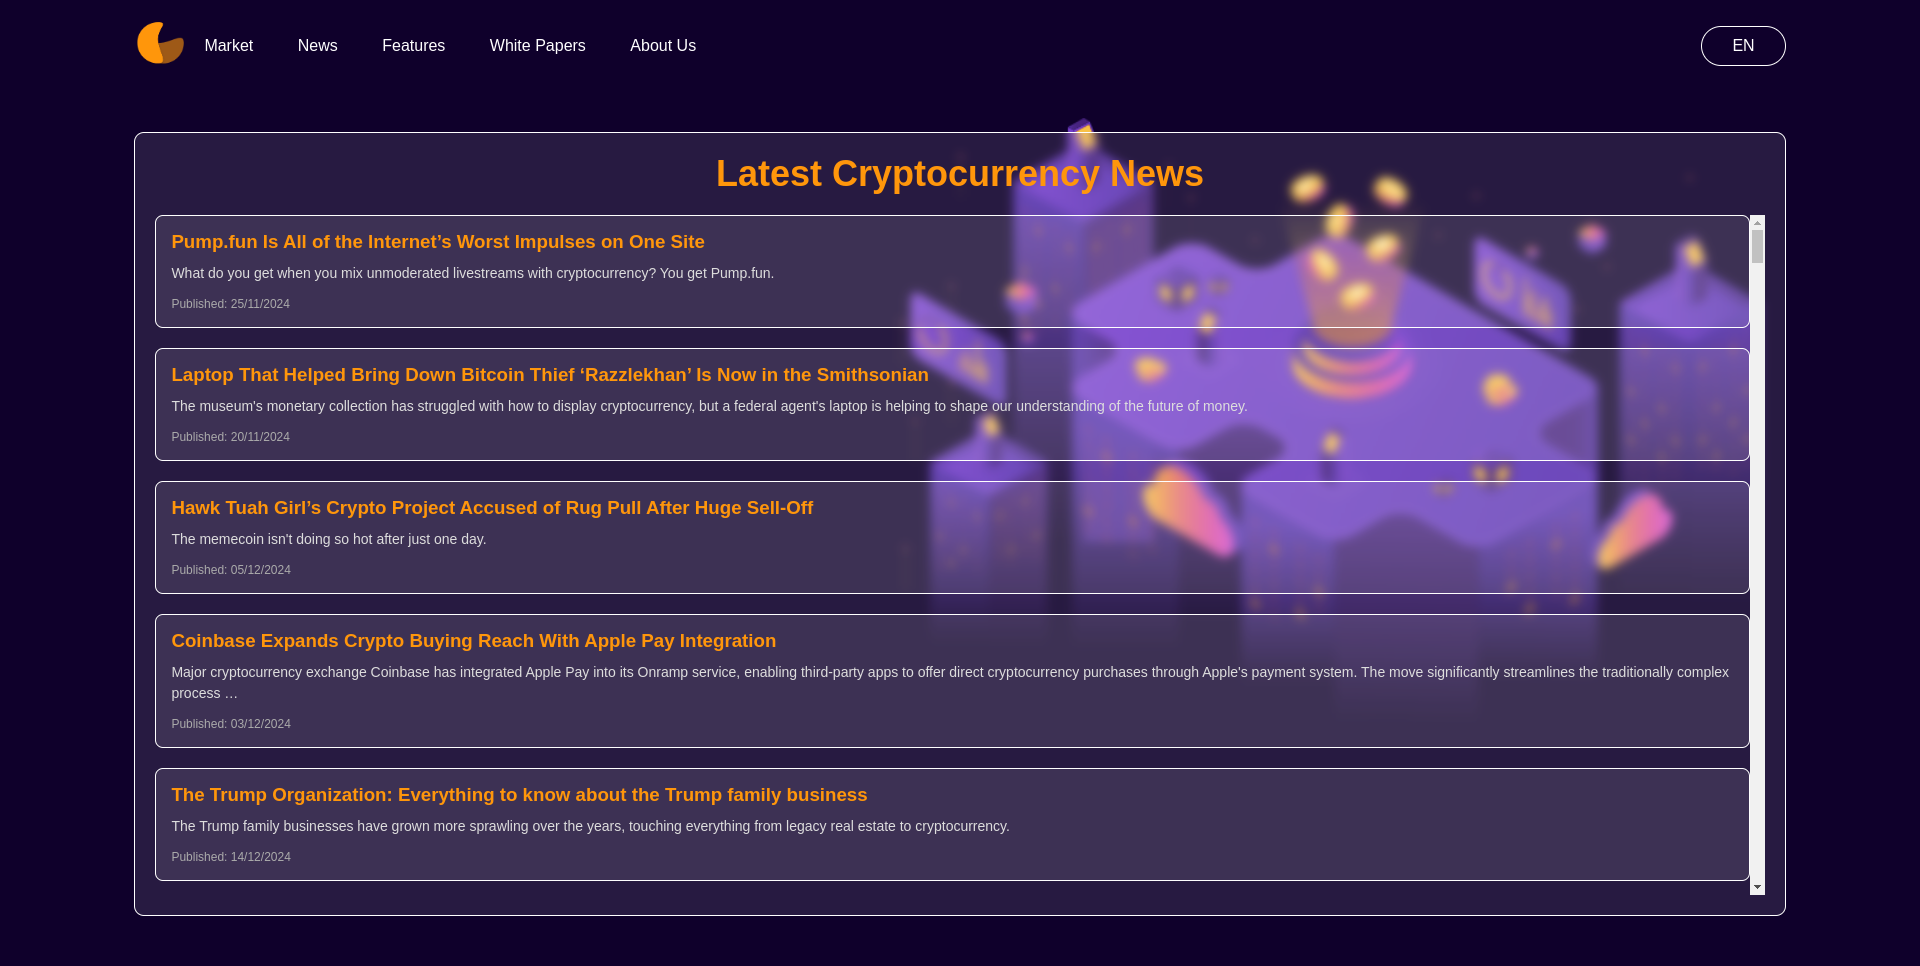 Market
News
Features
White Papers
About Us
EN
Latest Cryptocurrency News
Pump.fun Is All of the Internet’s Worst Impulses on One Site
What do you get when you mix unmoderated livestreams with cryptocurrency? You get Pump.fun.
Published: 25/11/2024
Laptop That Helped Bring Down Bitcoin Thief ‘Razzlekhan’ Is Now in the Smithsonian
The museum's monetary collection has struggled with how to display cryptocurrency, but a federal agent's laptop is helping to shape our understanding of the future of money.
Published: 20/11/2024
Hawk Tuah Girl’s Crypto Project Accused of Rug Pull After Huge Sell-Off
The memecoin isn't doing so hot after just one day.
Published: 05/12/2024
Coinbase Expands Crypto Buying Reach With Apple Pay Integration
Major cryptocurrency exchange Coinbase has integrated Apple Pay into its Onramp service, enabling third-party apps to offer direct cryptocurrency purchases through Apple's payment system. The move significantly streamlines the traditionally complex
process …
Published: 03/12/2024
The Trump Organization: Everything to know about the Trump family business
The Trump family businesses have grown more sprawling over the years, touching everything from legacy real estate to cryptocurrency.
Published: 14/12/2024